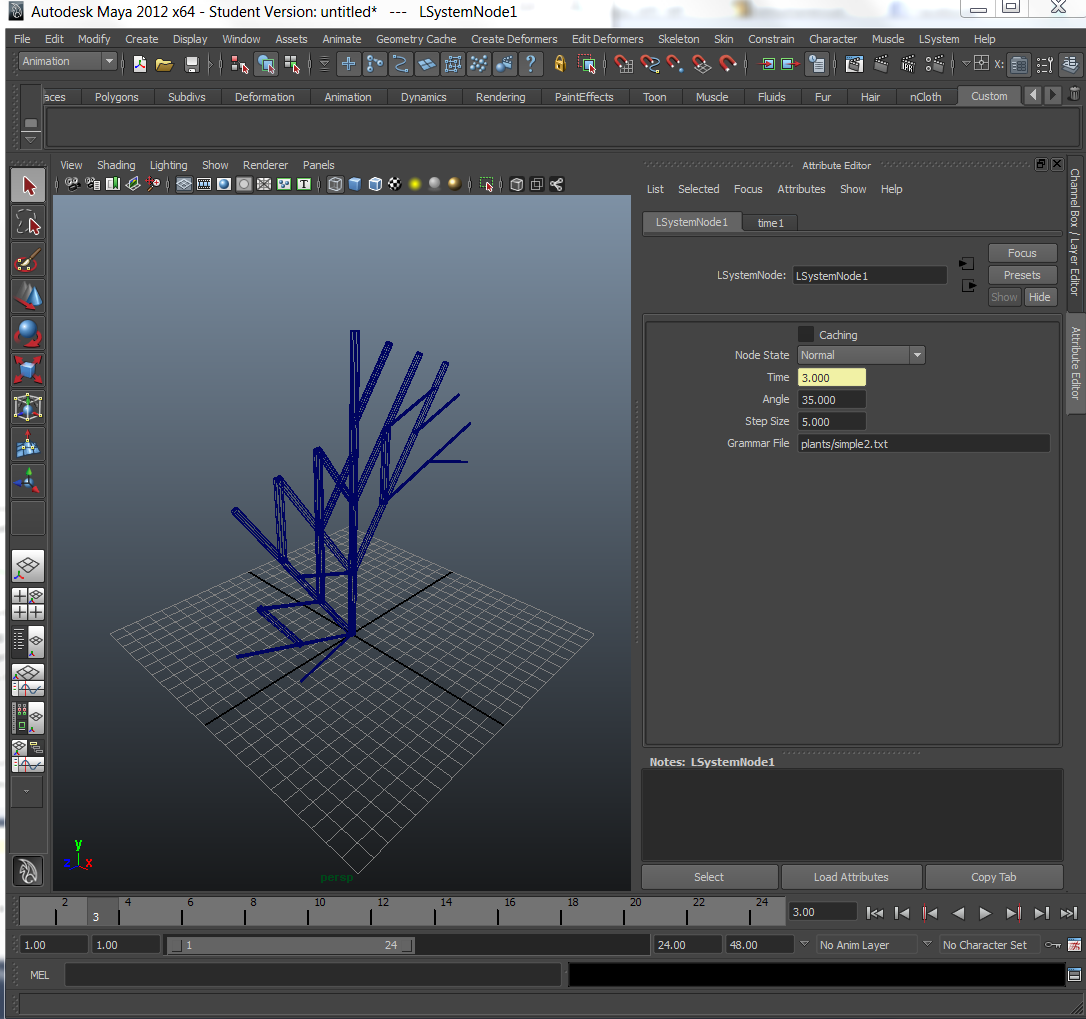 Autodesk Maya 2012 x64 - Student Version: untitled* --- LSystemNode1
File Edit Modify Create Display Window Assets Animate Geometry Cache Create Deformers Edit Deformers Skeleton Skin Constrain Character Muscle LSystem Help
Animation X:
aces Polygons Subdivs Deformation Animation Dynamics Rendering PaintEffects Toon Muscle Fluids Fur Hair nCloth Custom
View Shading Lighting Show Renderer Panels
Attribute Editor
List Selected Focus Attributes Show Help
LSystemNode1 time1
LSystemNode: LSystemNode1
Focus
Presets
Show Hide
Caching
Node State Normal
Time 3.000
Angle 35.000
Step Size 5.000
Grammar File plants/simple2.txt
Channel Box / Layer Editor
Attribute Editor
Notes: LSystemNode1
y
z x
persp
Select Load Attributes Copy Tab
2 3 4 6 8 10 12 14 16 18 20 22 24 3.00
1.00 1.00 1 24 24.00 48.00 No Anim Layer No Character Set
MEL